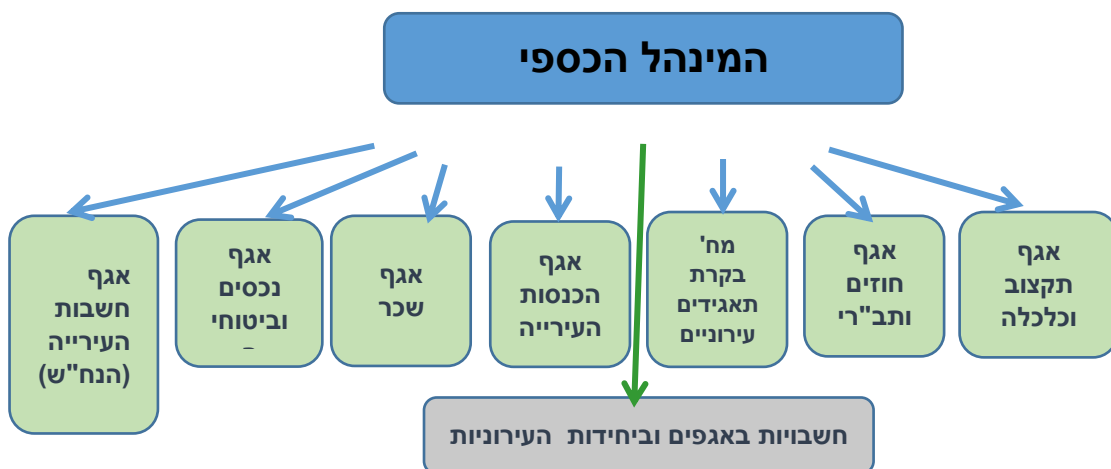 המינהל הכספי
אגף
תקצוב
וכלכלה
אגף
חוזים
ותב"רי
מח'
בקרת
תאגידים
עירוניים
אגף
הכנסות
העירייה
אגף
שכר
אגף
נכסים
וביטוחי
אגף
חשבות
העירייה
(הנח"ש)
חשבויות באגפים וביחידות העירוניות